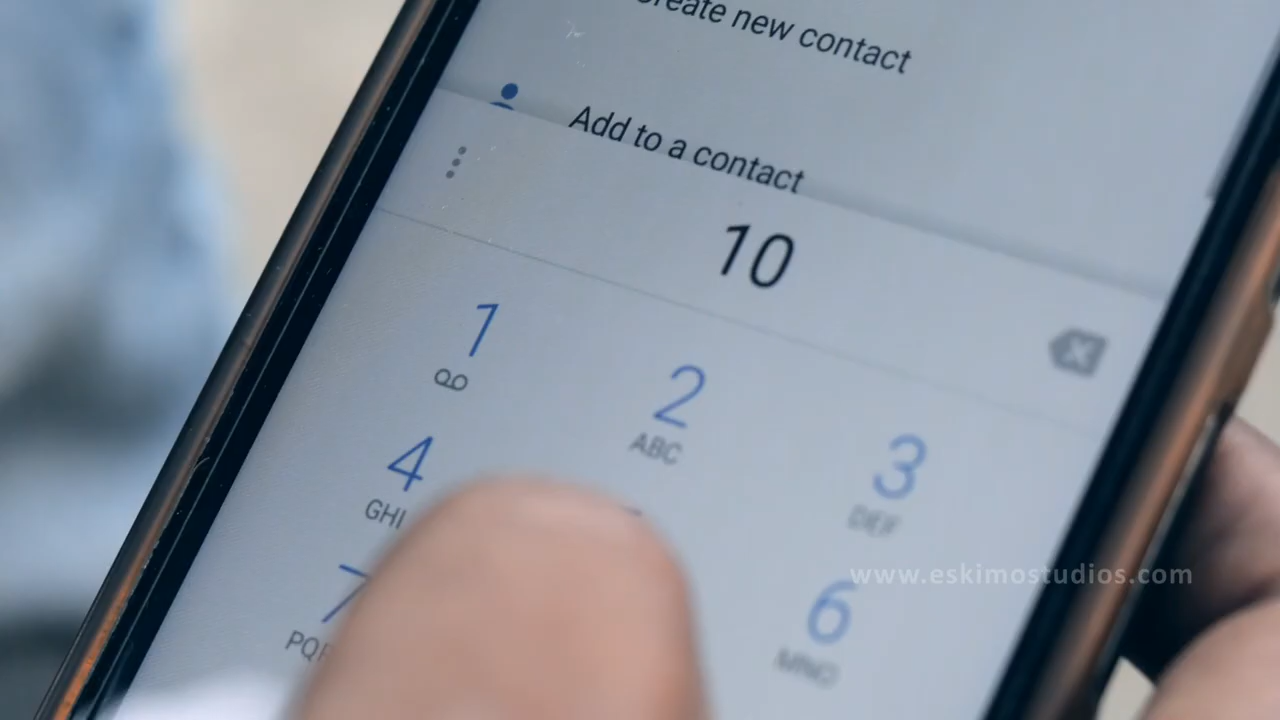 Create new contact
Add to a contact
10
1
2
ABC
3
DEF
4
GHI
www.eskimostudios.com
6
MNO
7